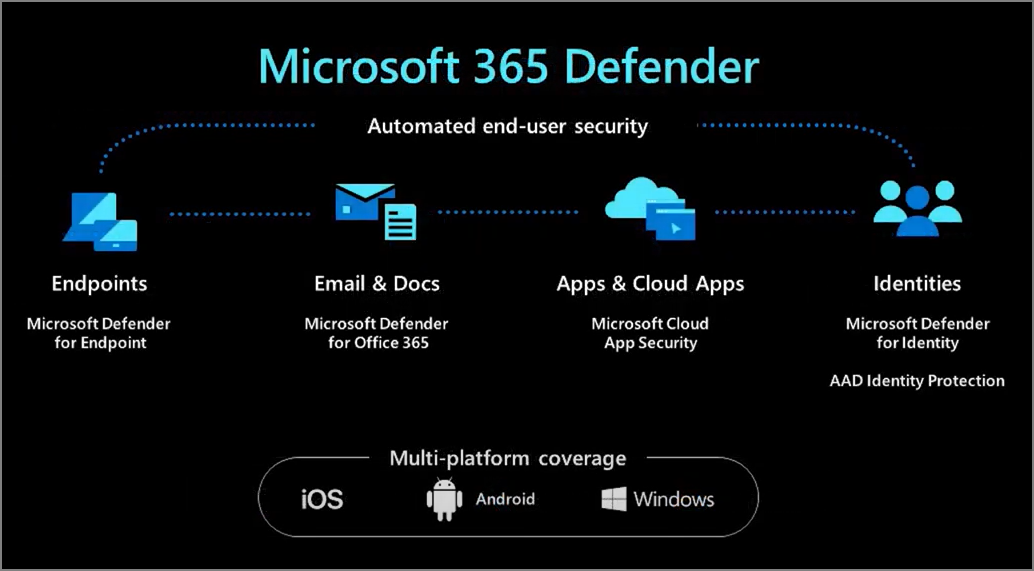 Microsoft 365 Defender
Automated end-user security
Endpoints
Microsoft Defender
for Endpoint
Email & Docs
Microsoft Defender
for Office 365
Apps & Cloud Apps
Microsoft Cloud
App Security
Identities
Microsoft Defender
for Identity
AAD Identity Protection
Multi-platform coverage
iOS
Android
Windows